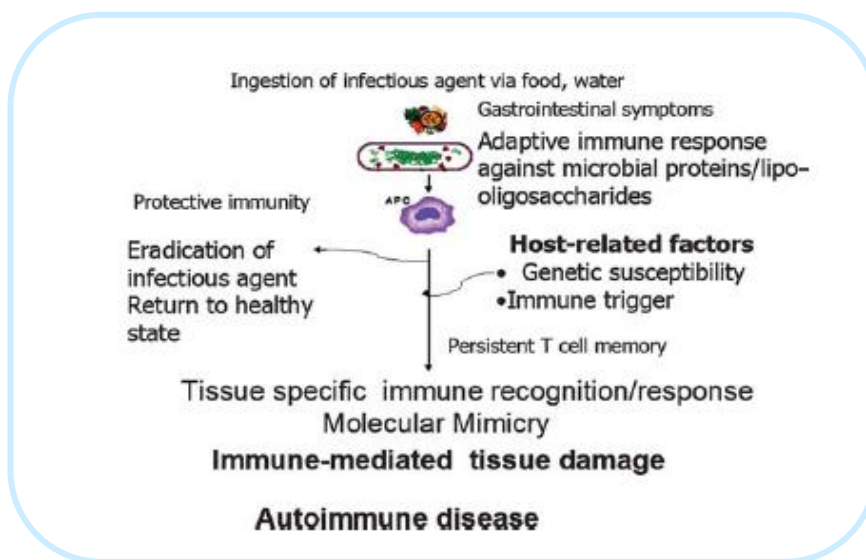 Ingestion of infectious agent via food, water
Gastrointestinal symptoms
Adaptive immune response
against microbial proteins/lipo-
oligosaccharides
APC
Protective immunity
Eradication of
infectious agent
Return to healthy
state
Host-related factors
• Genetic susceptibility
•Immune trigger
Persistent T cell memory
Tissue specific immune recognition/response
Molecular Mimicry
Immune-mediated tissue damage
Autoimmune disease